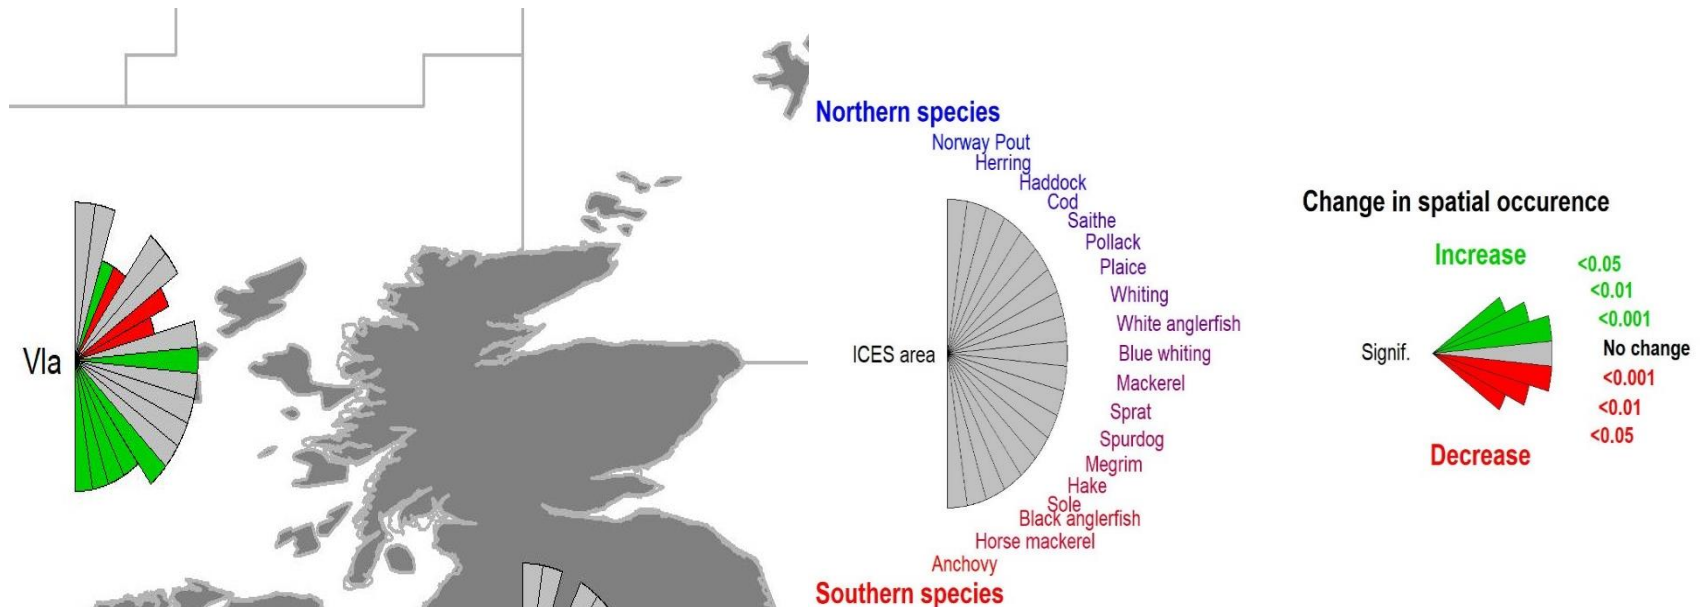 VIa
Northern species
Norway Pout
Herring
Haddock
Cod
Saithe
Pollack
Plaice
Whiting
White anglerfish
ICES area
Blue whiting
Mackerel
Sprat
Spurdog
Megrim
Hake
Sole
Black anglerfish
Horse mackerel
Anchovy
Southern species
Change in spatial occurence
Increase
<0.05
<0.01
<0.001
Signif.
No change
<0.001
<0.01
<0.05
Decrease